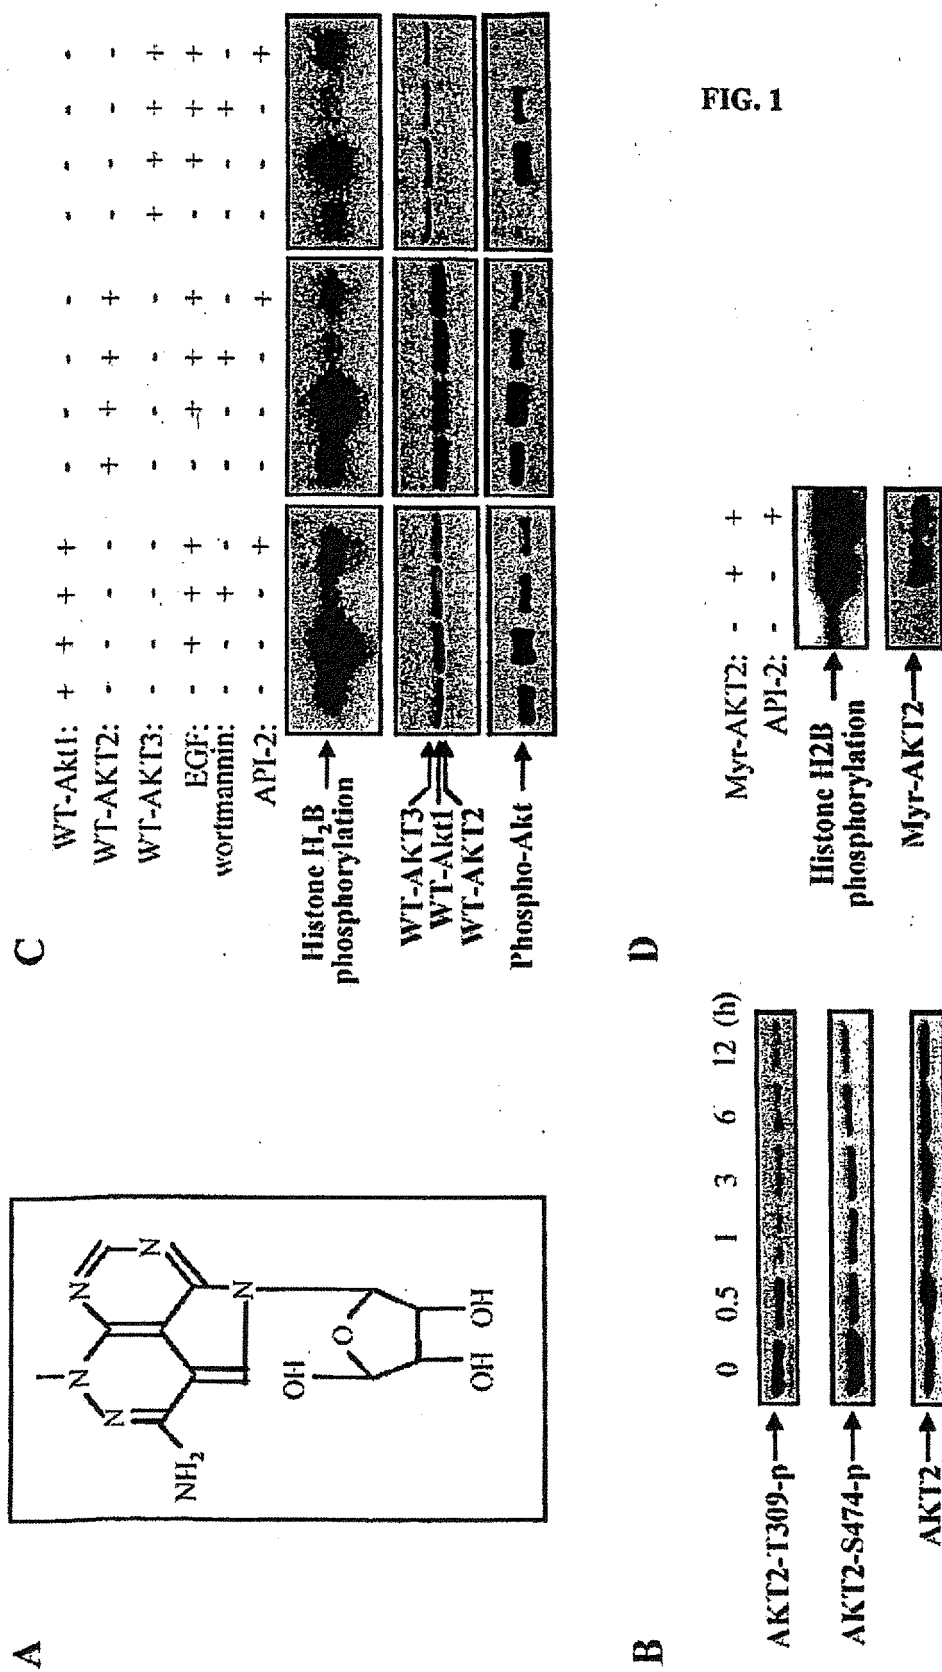 A
N
N
N
N
N
NH2
O
OH
OH
OH
B
0 0.5 1 3 6 12 (h)
AKT2-T309-p
AKT2-S474-p
AKT2
C
WT-Akt1: + + + + - - - - - - - -
WT-AKT2: - - - - + + + + - - - -
WT-AKT3: - - - - - - - - + + + +
EGF: - + + + - + + + - + + +
wortmannin: - - + - - - + - - - + -
API-2: - - - + - - - + - - - +
Histone H2B
phosphorylation
WT-AKT3
WT-Akt1
WT-AKT2
Phospho-Akt
D
Myr-AKT2: - + +
API-2: - - +
Histone H2B
phosphorylation
Myr-AKT2
FIG. 1